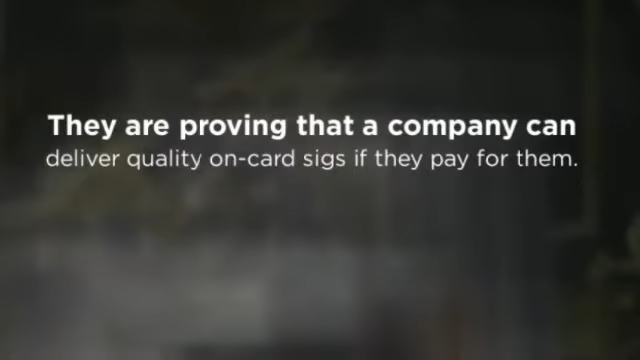 They are proving that a company can
deliver quality on-card sigs if they pay for them.